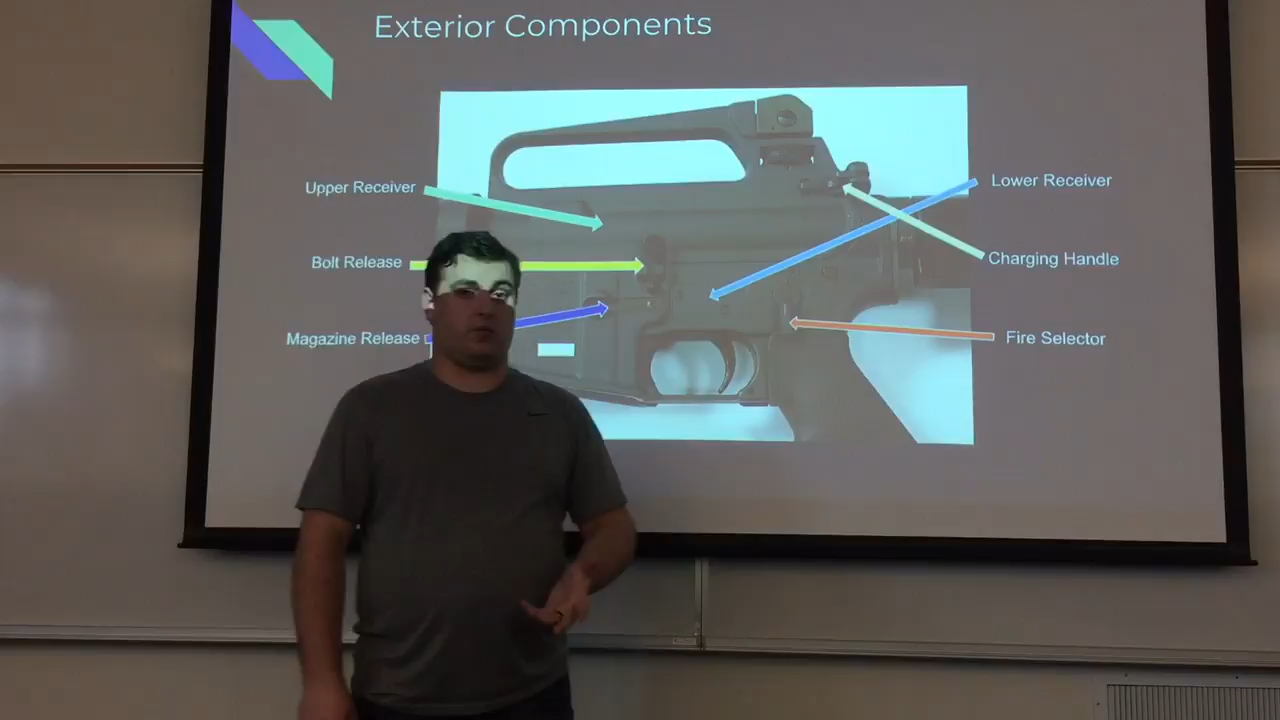 Exterior Components
Upper Receiver
Lower Receiver
Bolt Release
Charging Handle
Magazine Release
Fire Selector